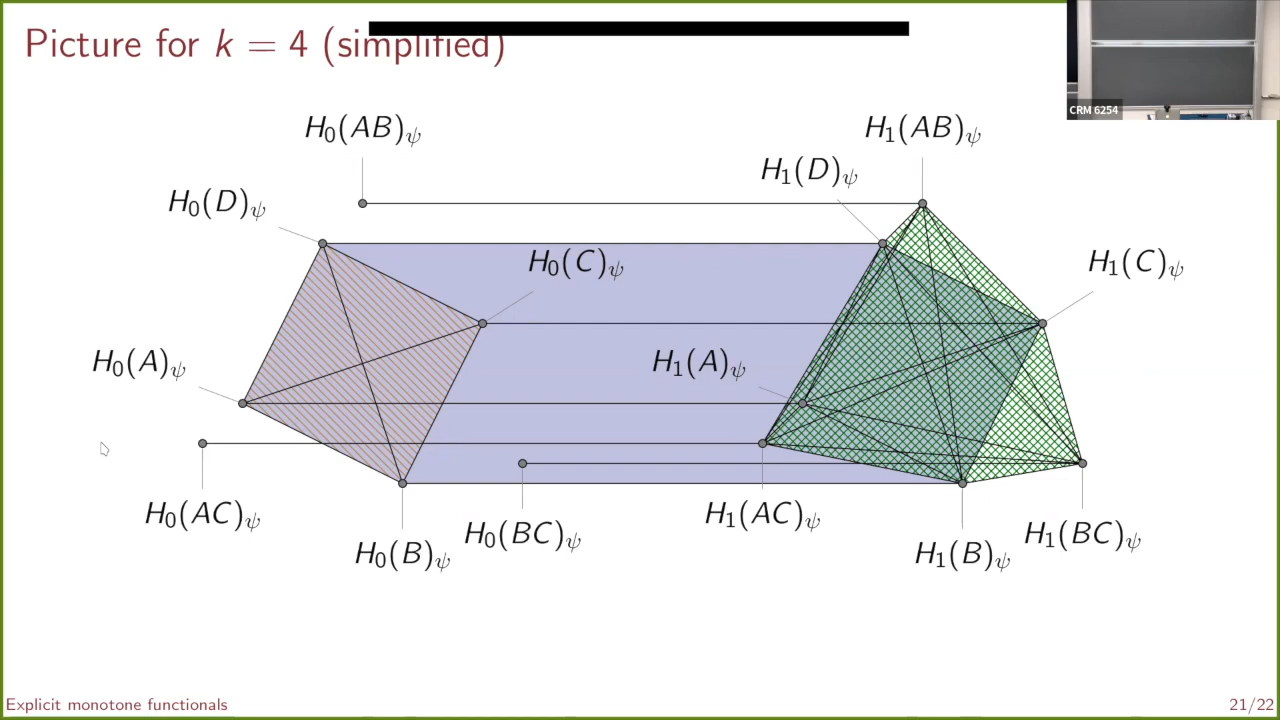 Picture for k = 4 (simplified)
CRM 6254
H₀(AB)ψ
H₁(AB)ψ
H₁(D)ψ
H₀(D)ψ
H₀(C)ψ
H₁(C)ψ
H₀(A)ψ
H₁(A)ψ
H₀(AC)ψ
H₁(AC)ψ
H₀(BC)ψ
H₁(BC)ψ
H₀(B)ψ
H₁(B)ψ
Explicit monotone functionals
21/22